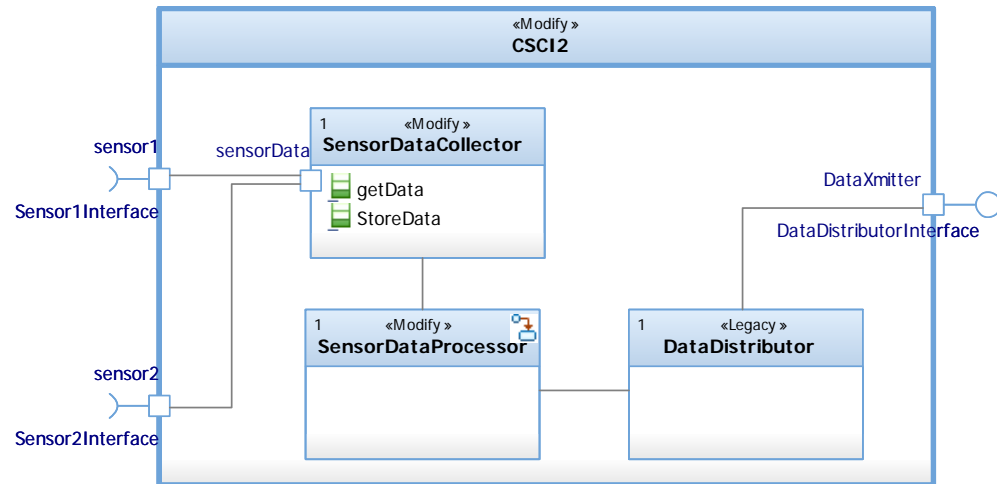 «Modify »
CSCI2
1 «Modify »
SensorDataCollector
getData
StoreData
sensor1
sensorData
Sensor1Interface
DataXmitter
DataDistributorInterface
1 «Modify »
SensorDataProcessor
1 «Legacy »
DataDistributor
sensor2
Sensor2Interface